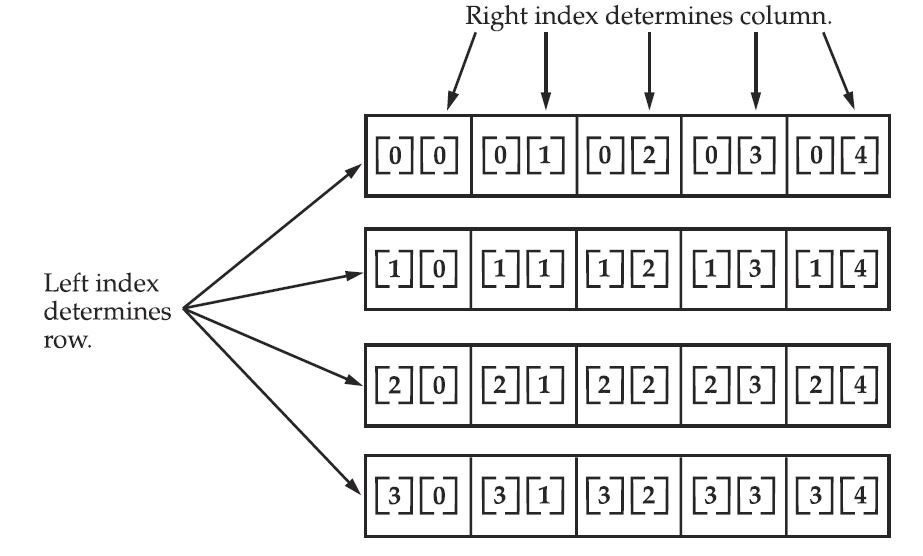 Right index determines column.
[0][0] [0][1] [0][2] [0][3] [0][4]
[1][0] [1][1] [1][2] [1][3] [1][4]
Left index
determines
row.
[2][0] [2][1] [2][2] [2][3] [2][4]
[3][0] [3][1] [3][2] [3][3] [3][4]